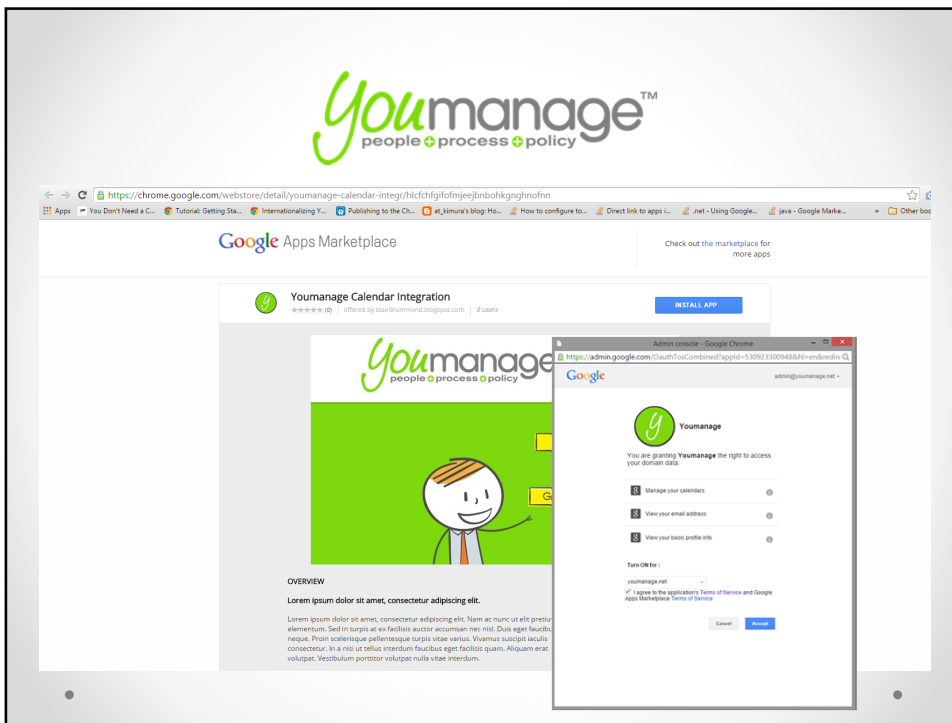 youmanage™
people+process+policy
https://chrome.google.com/webstore/detail/youmanage-calendar-integr/hlcfchfgifofmjeejbnbohkgnghnofnn
Apps You Don't Need a C... Tutorial: Getting Sta... Internationalizing Y... Publishing to the Ch... at_kimura's blog: Ho... How to configure to... Direct link to apps i... .net - Using Google... java - Google Marke... » Other boo
Google Apps Marketplace
Check out the marketplace for
more apps
Youmanage Calendar Integration
(0) offered by blairdrummond.blogspot.com 8 users
INSTALL APP
youmanage
people+process+policy
G
OVERVIEW
Lorem ipsum dolor sit amet, consectetur adipiscing elit.
Lorem ipsum dolor sit amet, consectetur adipiscing elit. Nam ac nunc ut elit pretiu
elementum. Sed in turpis at ex facilisis auctor accumsan nec nisl. Duis eget faucibu
neque. Proin scelerisque pellentesque turpis vitae varius. Vivamus suscipit iaculis
consectetur. In a nisi ut tellus interdum faucibus eget facilisis quam. Aliquam erat
volutpat. Vestibulum porttitor volutpat nulla vitae interdum.
Admin console - Google Chrome
https://admin.google.com/OauthTosCombined?appId=530923300948&hl=en&redire
Google
admin@youmanage.net
y
Youmanage
You are granting Youmanage the right to access
your domain data:
Manage your calendars
View your email address
View your basic profile info
Turn ON for :
youmanage.net
I agree to the application's Terms of Service and Google
Apps Marketplace Terms of Service
Cancel Accept